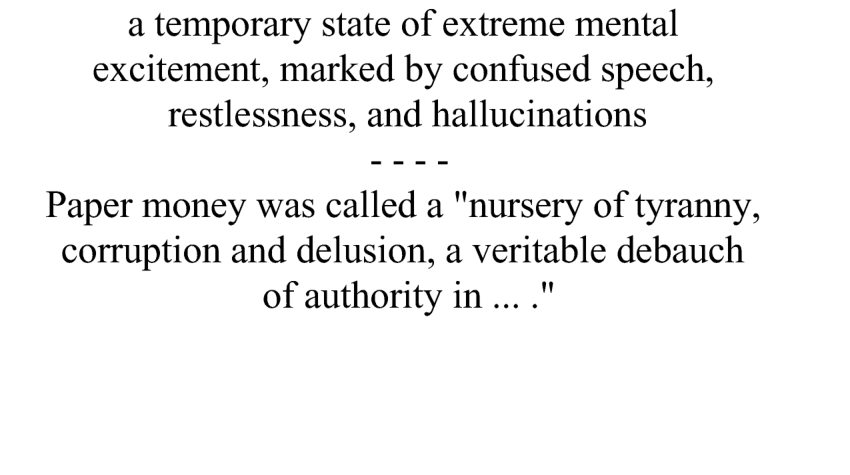 a temporary state of extreme mental
excitement, marked by confused speech,
restlessness, and hallucinations
- - - -
Paper money was called a "nursery of tyranny,
corruption and delusion, a veritable debauch
of authority in ... ."